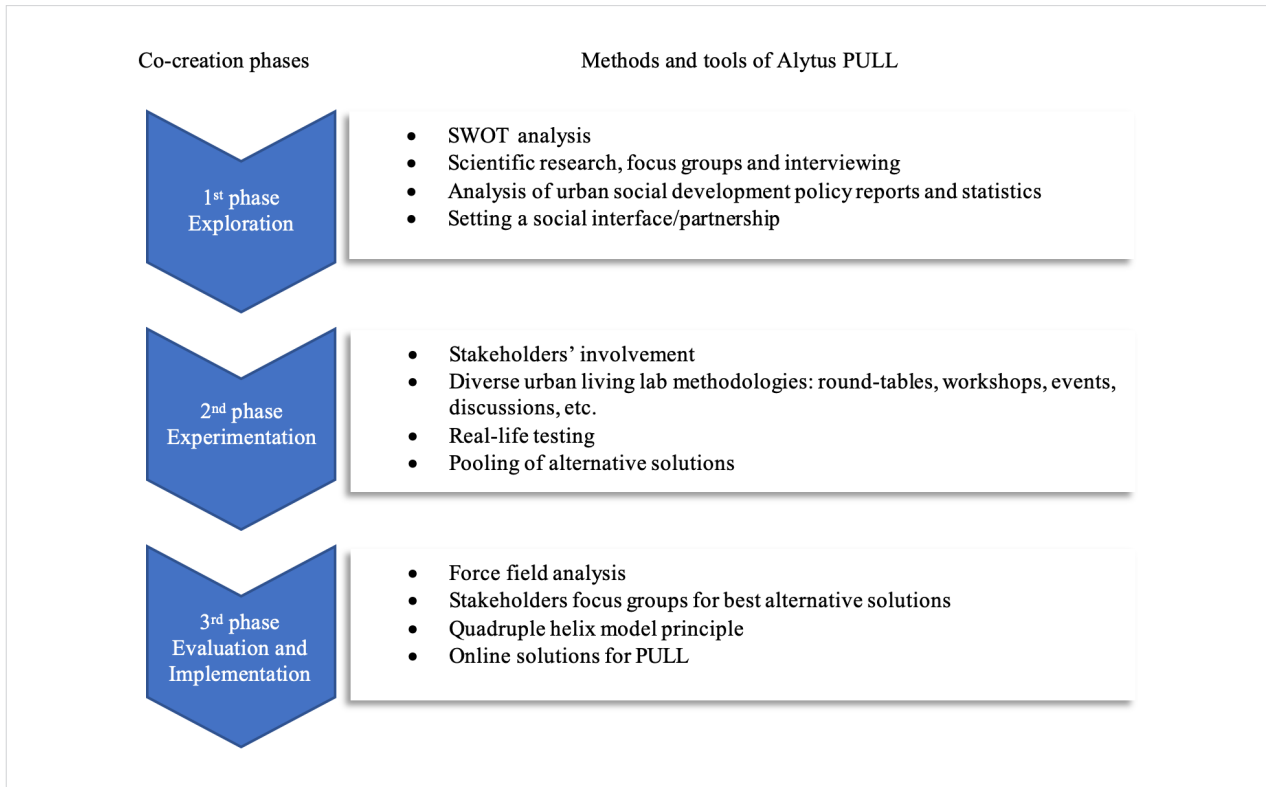 Co-creation phases
Methods and tools of Alytus PULL
1st phase
Exploration
• SWOT analysis
• Scientific research, focus groups and interviewing
• Analysis of urban social development policy reports and statistics
• Setting a social interface/partnership
2nd phase
Experimentation
• Stakeholders’ involvement
• Diverse urban living lab methodologies: round-tables, workshops, events,
discussions, etc.
• Real-life testing
• Pooling of alternative solutions
3rd phase
Evaluation and
Implementation
• Force field analysis
• Stakeholders focus groups for best alternative solutions
• Quadruple helix model principle
• Online solutions for PULL